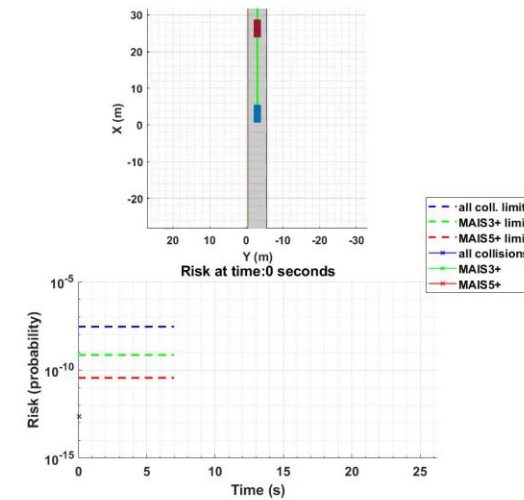 30
20
10
0
-10
-20
X (m)
20 10 0 -10 -20 -30
Y (m)
Risk at time:0 seconds
all coll. limit
MAIS3+ limit
MAIS5+ limit
all collisions
MAIS3+
MAIS5+
10-5
10-10
10-15
Risk (probability)
0 5 10 15 20 25
Time (s)